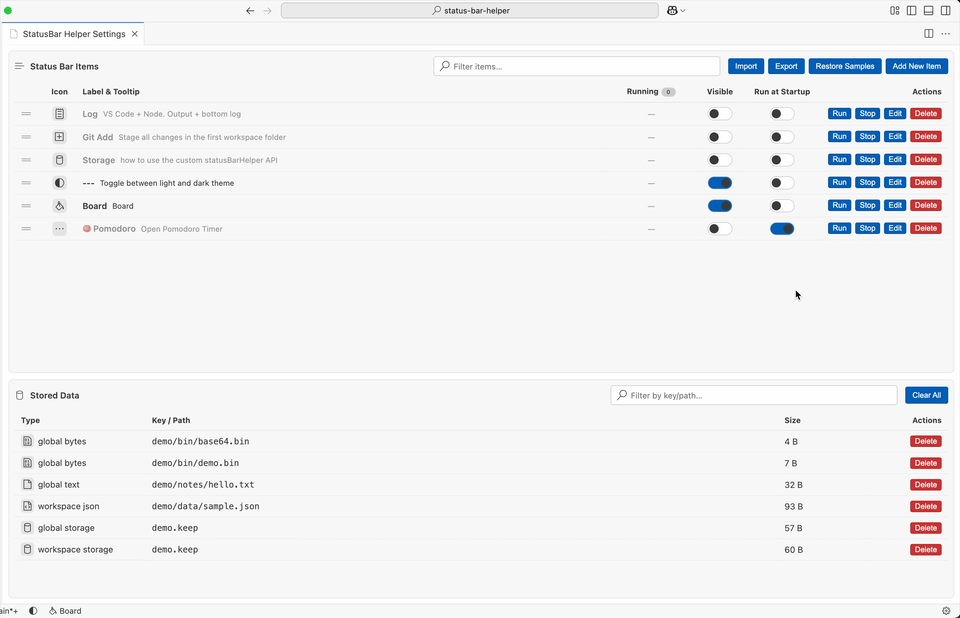 status-bar-helper
StatusBar Helper Settings
Status Bar Items
Filter items...
Import
Export
Restore Samples
Add New Item
Icon Label & Tooltip Running 0 Visible Run at Startup Actions
Log VS Code + Node. Output + bottom log — Run Stop Edit Delete
Git Add Stage all changes in the first workspace folder — Run Stop Edit Delete
Storage how to use the custom statusBarHelper API — Run Stop Edit Delete
--- Toggle between light and dark theme — Run Stop Edit Delete
Board Board — Run Stop Edit Delete
Pomodoro Open Pomodoro Timer — Run Stop Edit Delete
Stored Data
Filter by key/path...
Clear All
Type Key / Path Size Actions
global bytes demo/bin/base64.bin 4 B Delete
global bytes demo/bin/demo.bin 7 B Delete
global text demo/notes/hello.txt 32 B Delete
workspace json demo/data/sample.json 93 B Delete
global storage demo.keep 57 B Delete
workspace storage demo.keep 60 B Delete
ain*+ Board